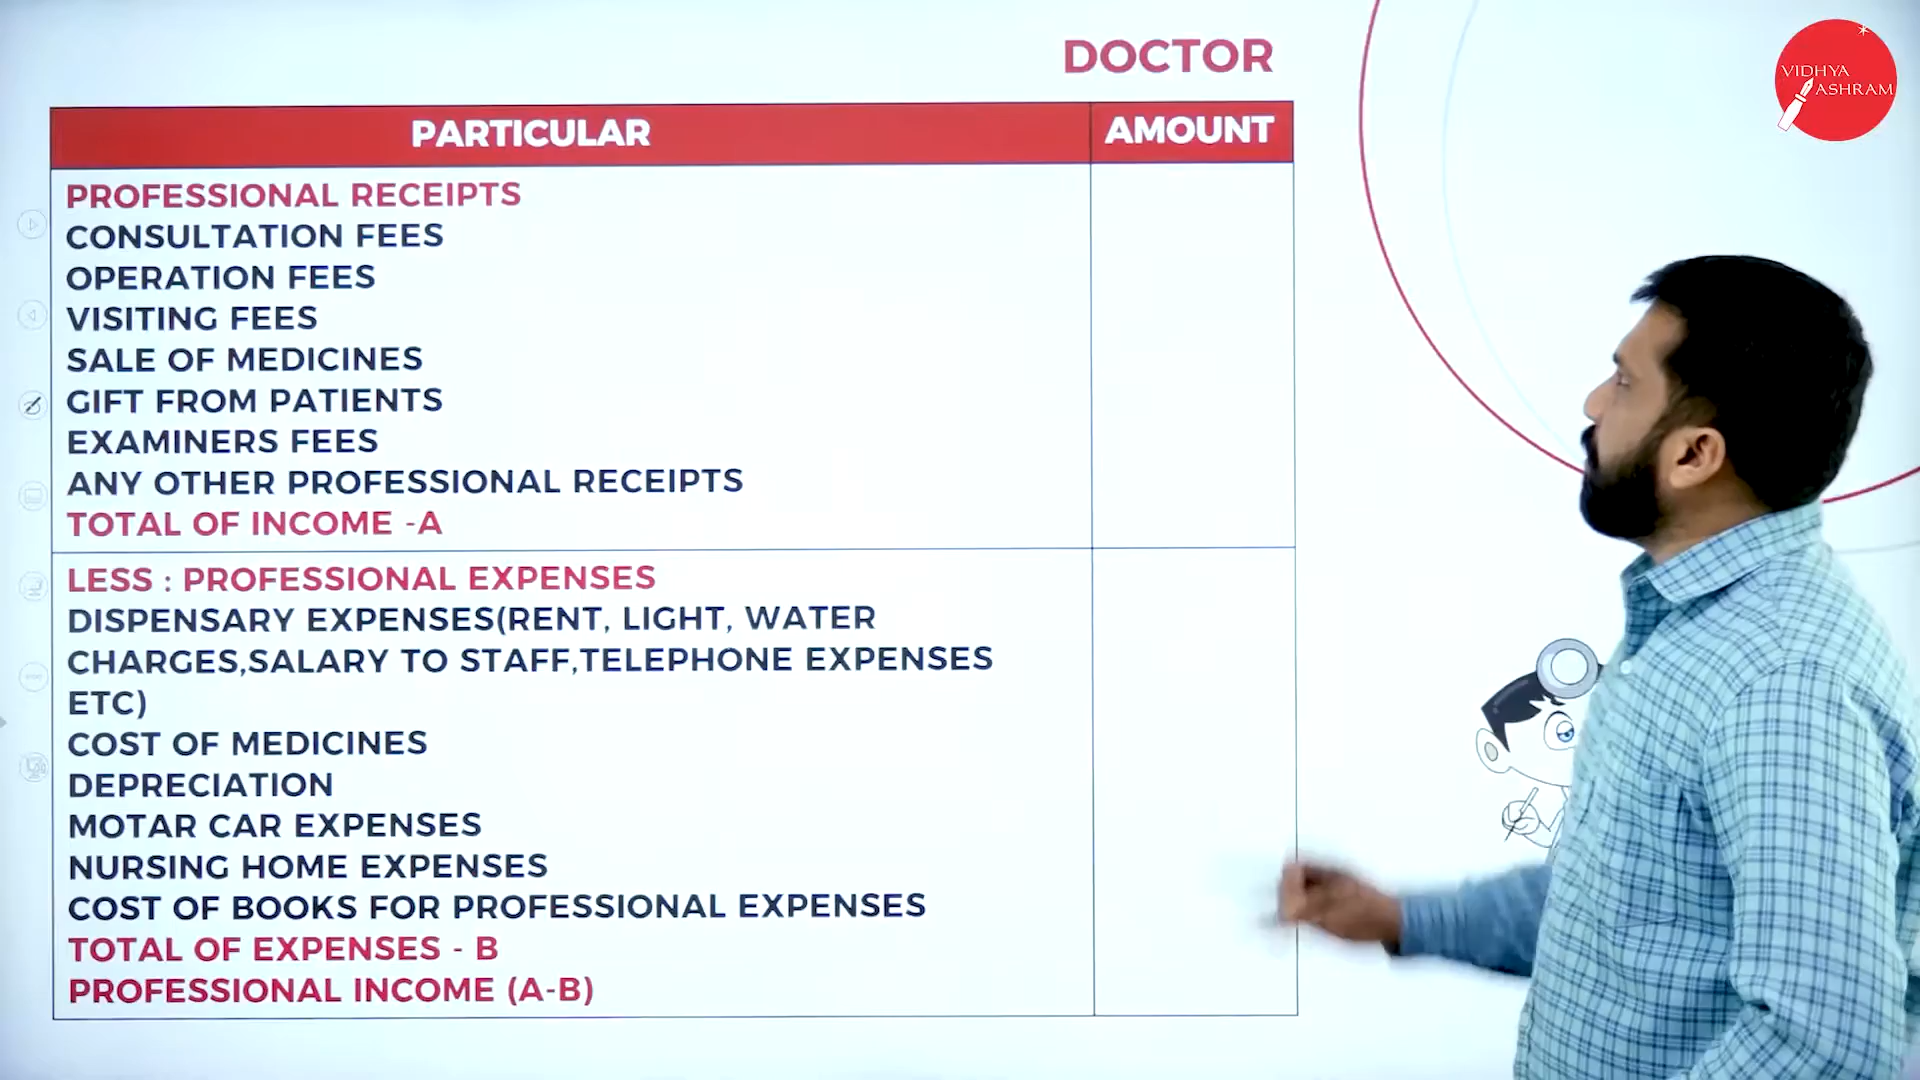 DOCTOR
VIDHYA
ASHRAM
PARTICULAR AMOUNT
PROFESSIONAL RECEIPTS
CONSULTATION FEES
OPERATION FEES
VISITING FEES
SALE OF MEDICINES
GIFT FROM PATIENTS
EXAMINERS FEES
ANY OTHER PROFESSIONAL RECEIPTS
TOTAL OF INCOME -A
LESS : PROFESSIONAL EXPENSES
DISPENSARY EXPENSES(RENT, LIGHT, WATER
CHARGES,SALARY TO STAFF,TELEPHONE EXPENSES
ETC)
COST OF MEDICINES
DEPRECIATION
MOTAR CAR EXPENSES
NURSING HOME EXPENSES
COST OF BOOKS FOR PROFESSIONAL EXPENSES
TOTAL OF EXPENSES - B
PROFESSIONAL INCOME (A-B)